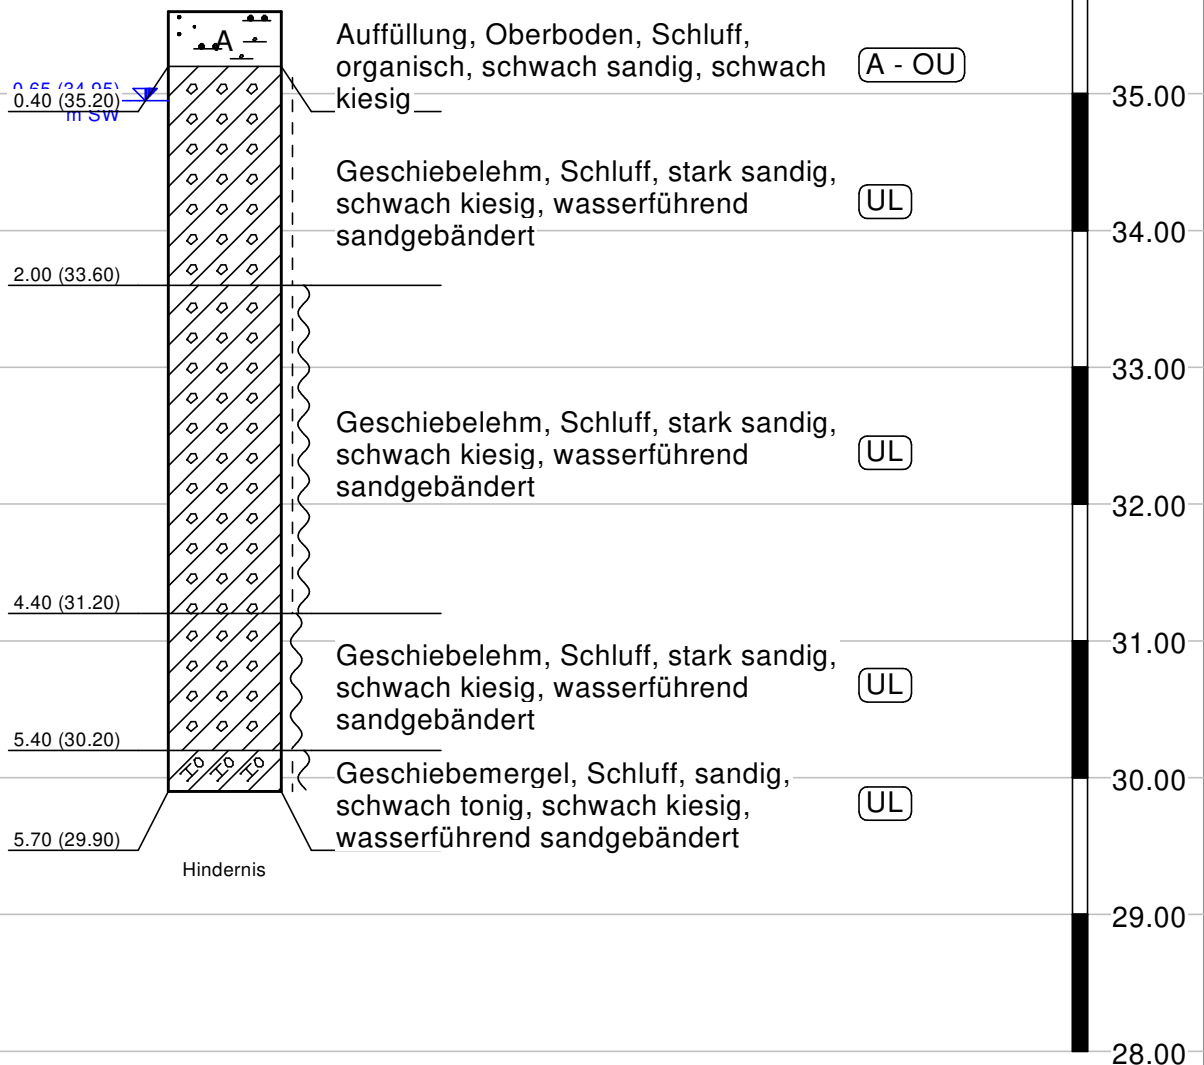 A
Auffüllung, Oberboden, Schluff,
organisch, schwach sandig, schwach
kiesig
A - OU
0.65 (34.95)
0.40 (35.20)
m SW
35.00
Geschiebelehm, Schluff, stark sandig,
schwach kiesig, wasserführend
sandgebändert
UL
34.00
2.00 (33.60)
33.00
Geschiebelehm, Schluff, stark sandig,
schwach kiesig, wasserführend
sandgebändert
UL
32.00
4.40 (31.20)
31.00
Geschiebelehm, Schluff, stark sandig,
schwach kiesig, wasserführend
sandgebändert
UL
5.40 (30.20)
Geschiebemergel, Schluff, sandig,
schwach tonig, schwach kiesig,
wasserführend sandgebändert
UL
30.00
5.70 (29.90)
Hindernis
29.00
28.00